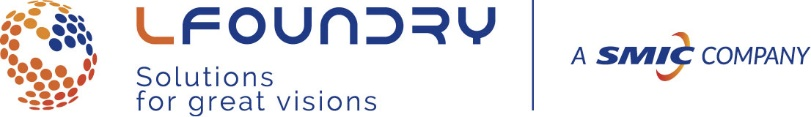 LFOUNDRY
Solutions
for great visions
A SMIC COMPANY